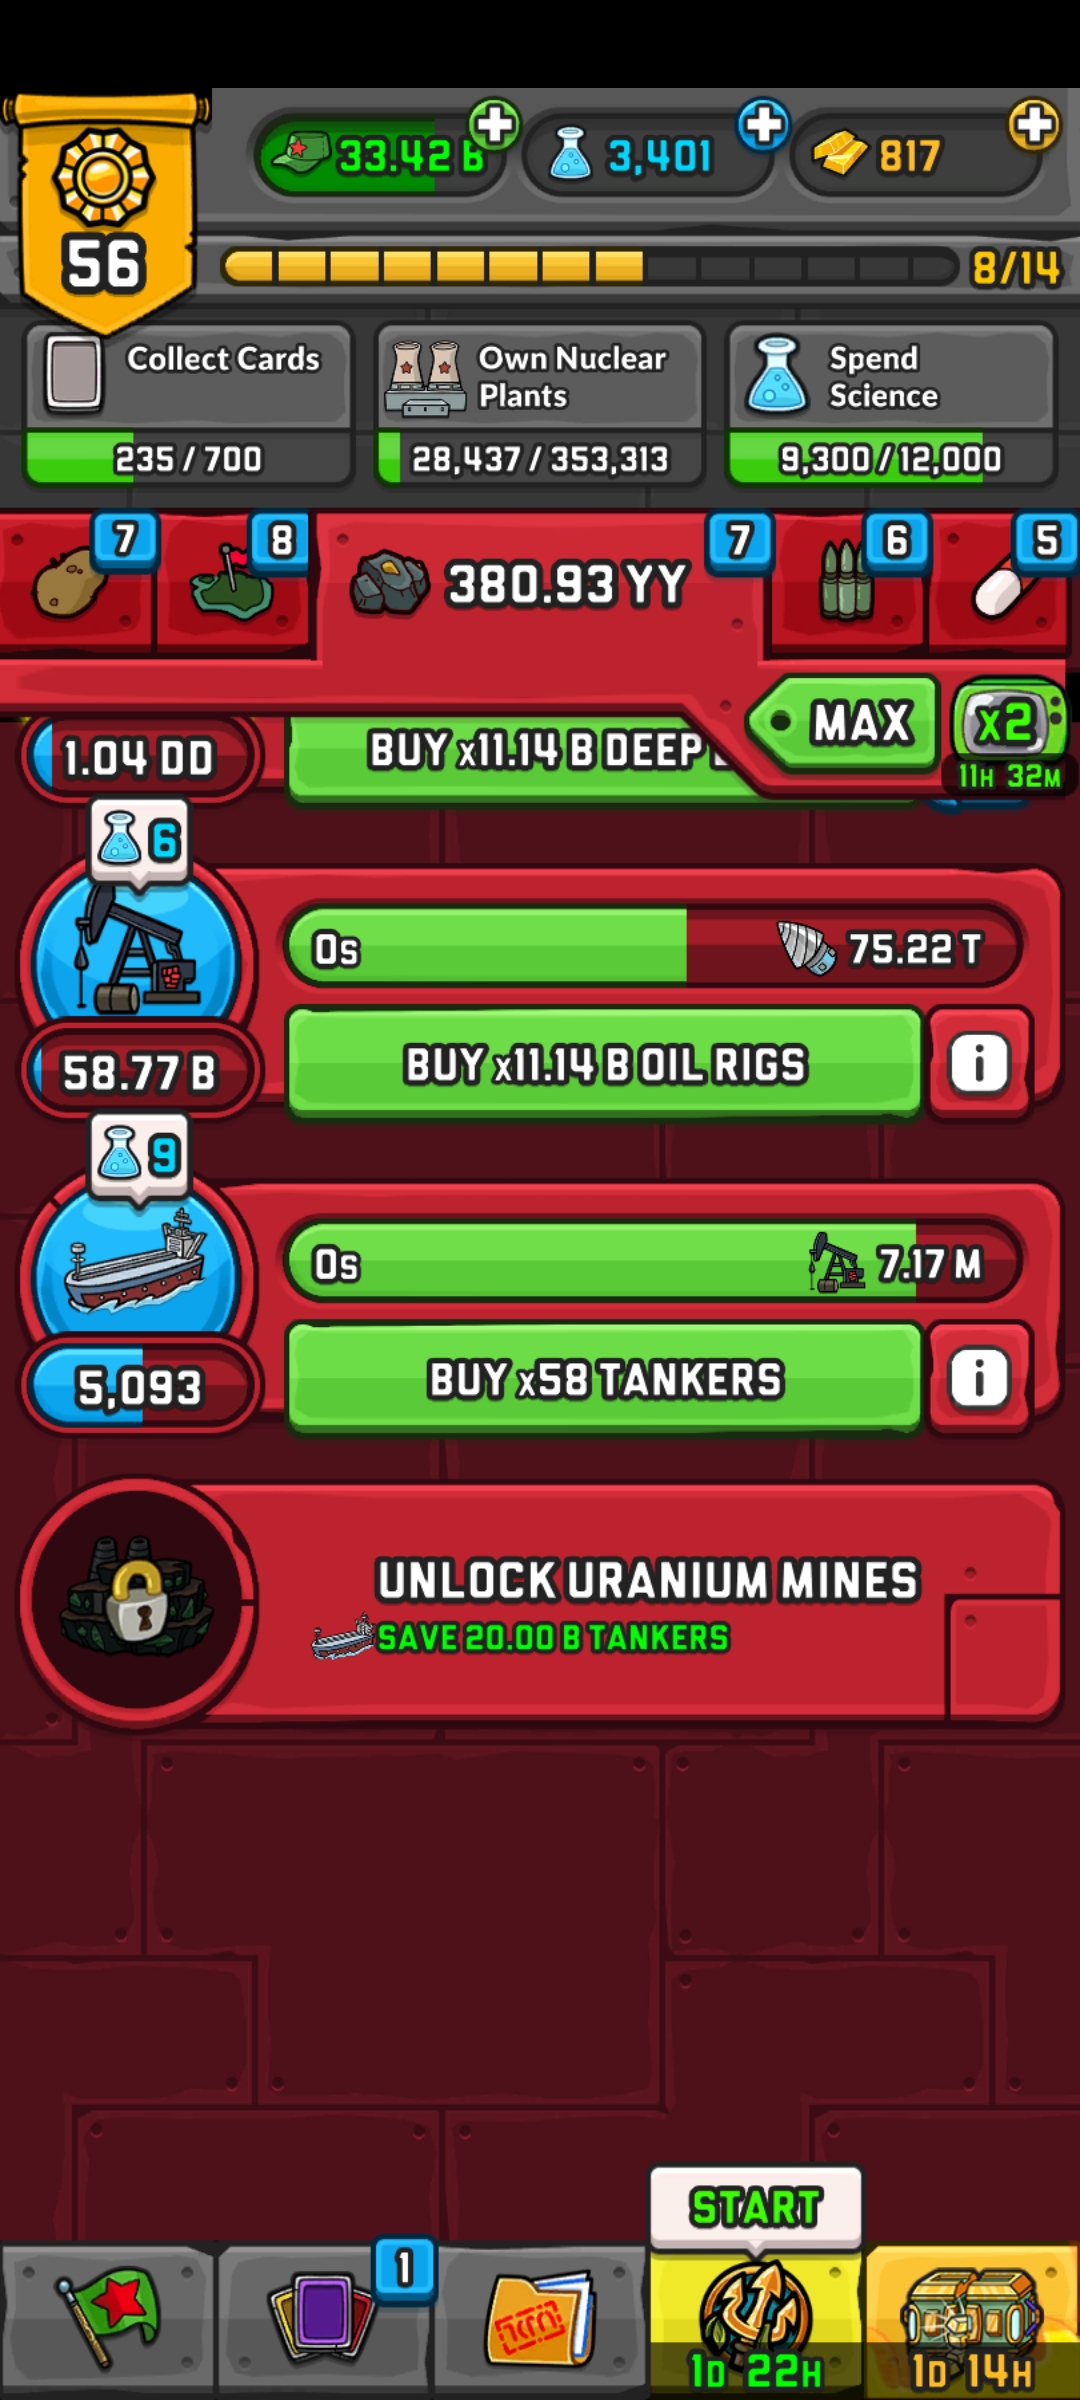 33.42 B
3,401
817
56
8/14
Collect Cards
235 / 700
Own Nuclear
Plants
28,437 / 353,313
Spend
Science
9,300 / 12,000
7
8
380.93 YY
7
6
5
MAX
x2
11H 32M
1.04 DD
BUY x11.14 B DEEP
6
0s
75.22 T
58.77 B
BUY x11.14 B OIL RIGS
i
9
0s
7.17 M
5,093
BUY x58 TANKERS
i
UNLOCK URANIUM MINES
SAVE 20.00 B TANKERS
START
1
1D 22H
1D 14H